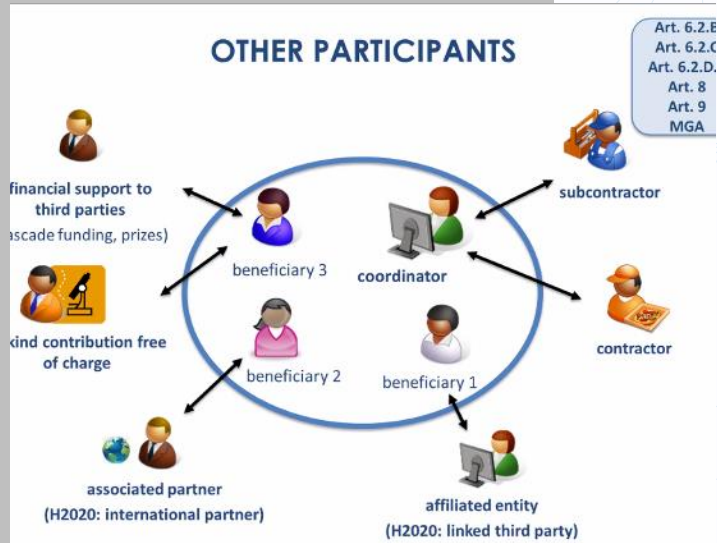 OTHER PARTICIPANTS
Art. 6.2.B
Art. 6.2.C
Art. 6.2.D.
Art. 8
Art. 9
MGA
financial support to
third parties
ascade funding, prizes)
subcontractor
beneficiary 3
coordinator
kind contribution free
of charge
contractor
beneficiary 2
beneficiary 1
associated partner
(H2020: international partner)
affiliated entity
(H2020: linked third party)